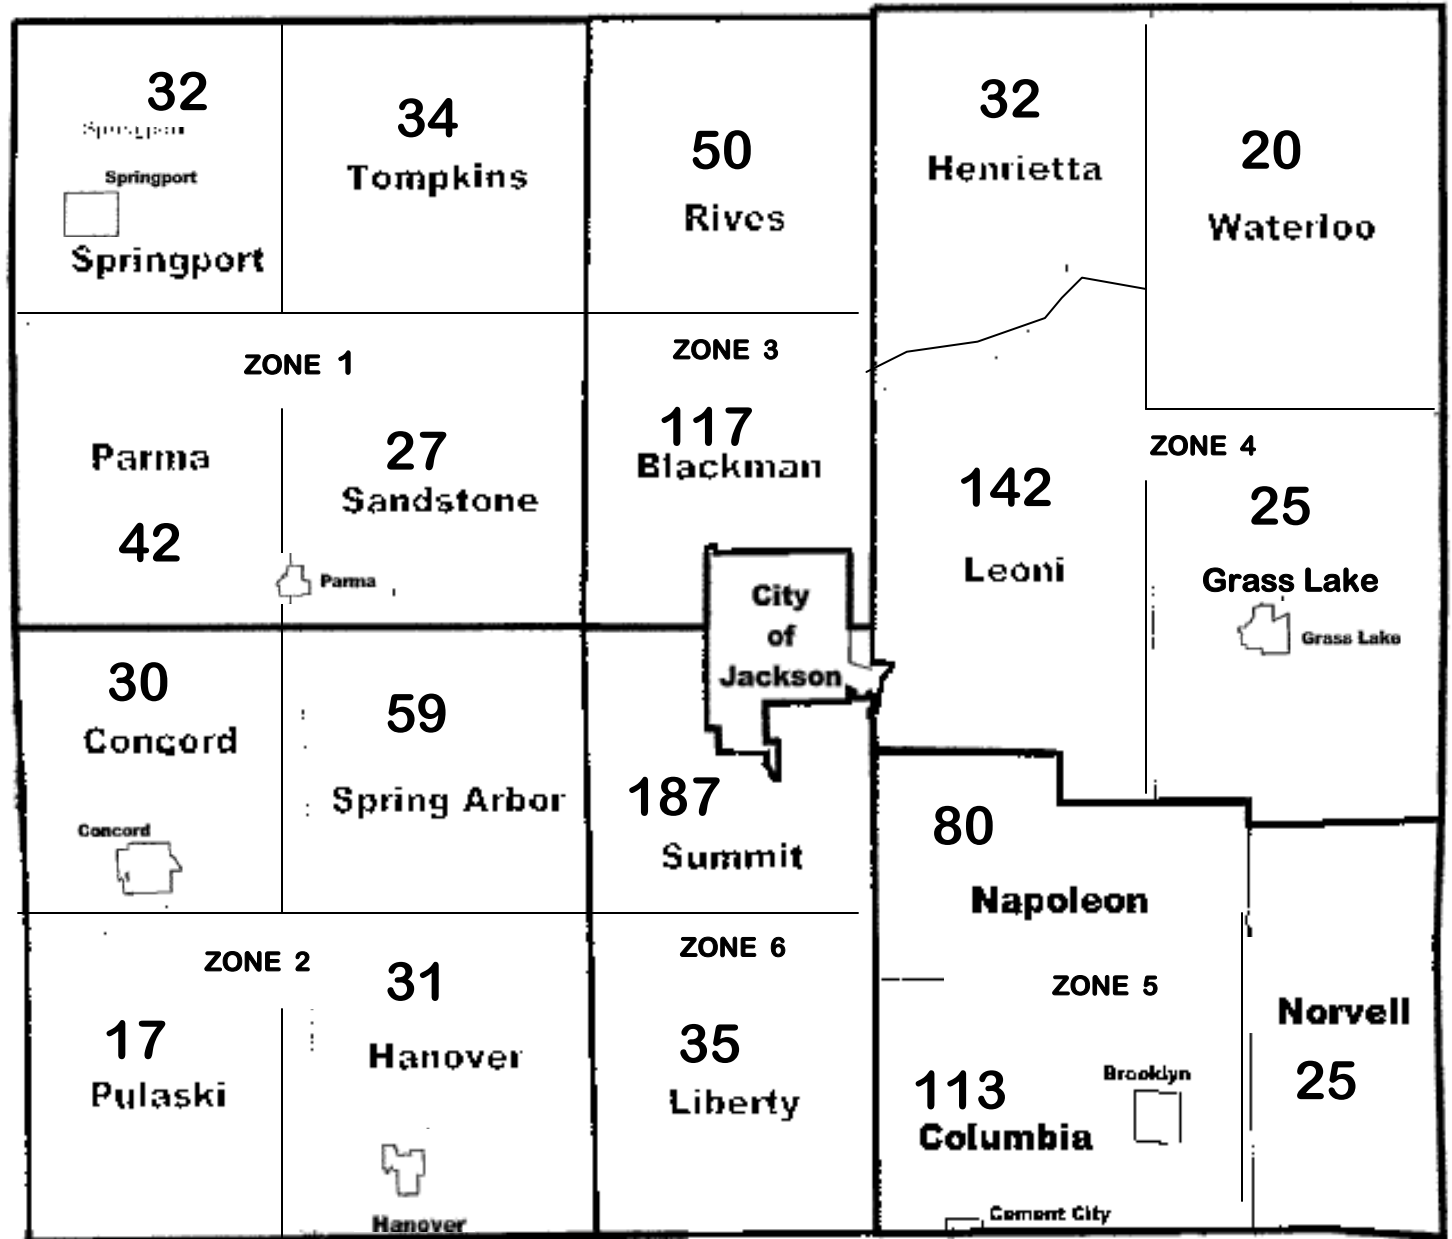 32
Springport
Springport
Springport
34
Tompkins
50
Rives
32
Henrietta
20
Waterloo
ZONE 1
Parma
42
27
Sandstone
Parma
ZONE 3
117
Blackman
City
of
Jackson
142
Leoni
ZONE 4
25
Grass Lake
Grass Lake
30
Concord
Concord
59
Spring Arbor
187
Summit
80
Napoleon
ZONE 2
17
Pulaski
31
Hanover
Hanover
ZONE 6
35
Liberty
ZONE 5
113
Columbia
Brooklyn
Cement City
Norvell
25